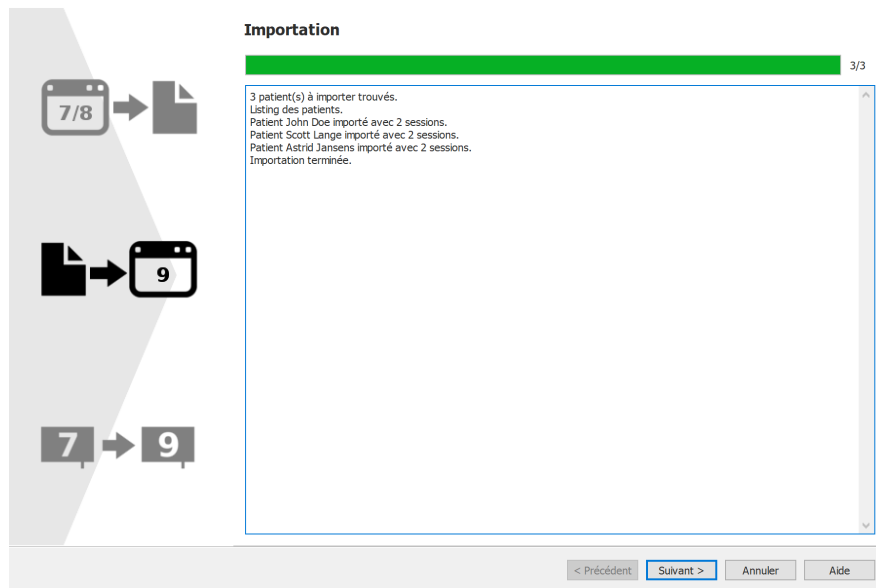 Importation
3/3
3 patient(s) à importer trouvés.
Listing des patients.
Patient John Doe importé avec 2 sessions.
Patient Scott Lange importé avec 2 sessions.
Patient Astrid Jansens importé avec 2 sessions.
Importation terminée.
7/8
9
7 9
< Précédent Suivant > Annuler Aide